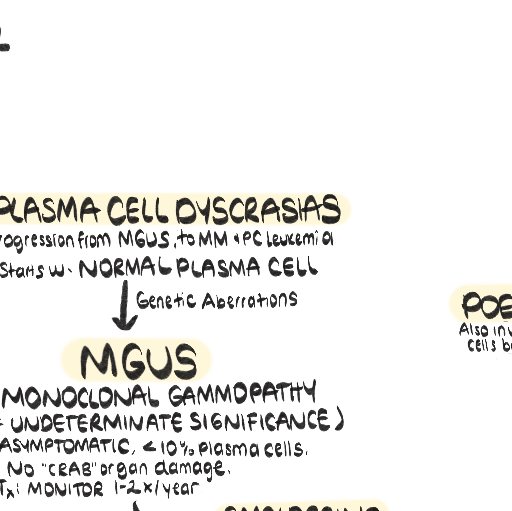 PLASMA CELL DYSCRASIAS
rogression from MGUS, to MM + PC Leukemia
Starts w. NORMAL PLASMA CELL
Genetic Aberrations
MGUS
MONOCLONAL GAMMOPATHY
UNDETERMINATE SIGNIFICANCE)
ASYMPTOMATIC, < 10% plasma cells.
No "CRAB" organ damage.
Tx: MONITOR 1-2x/year
POE
Also inv
cells b